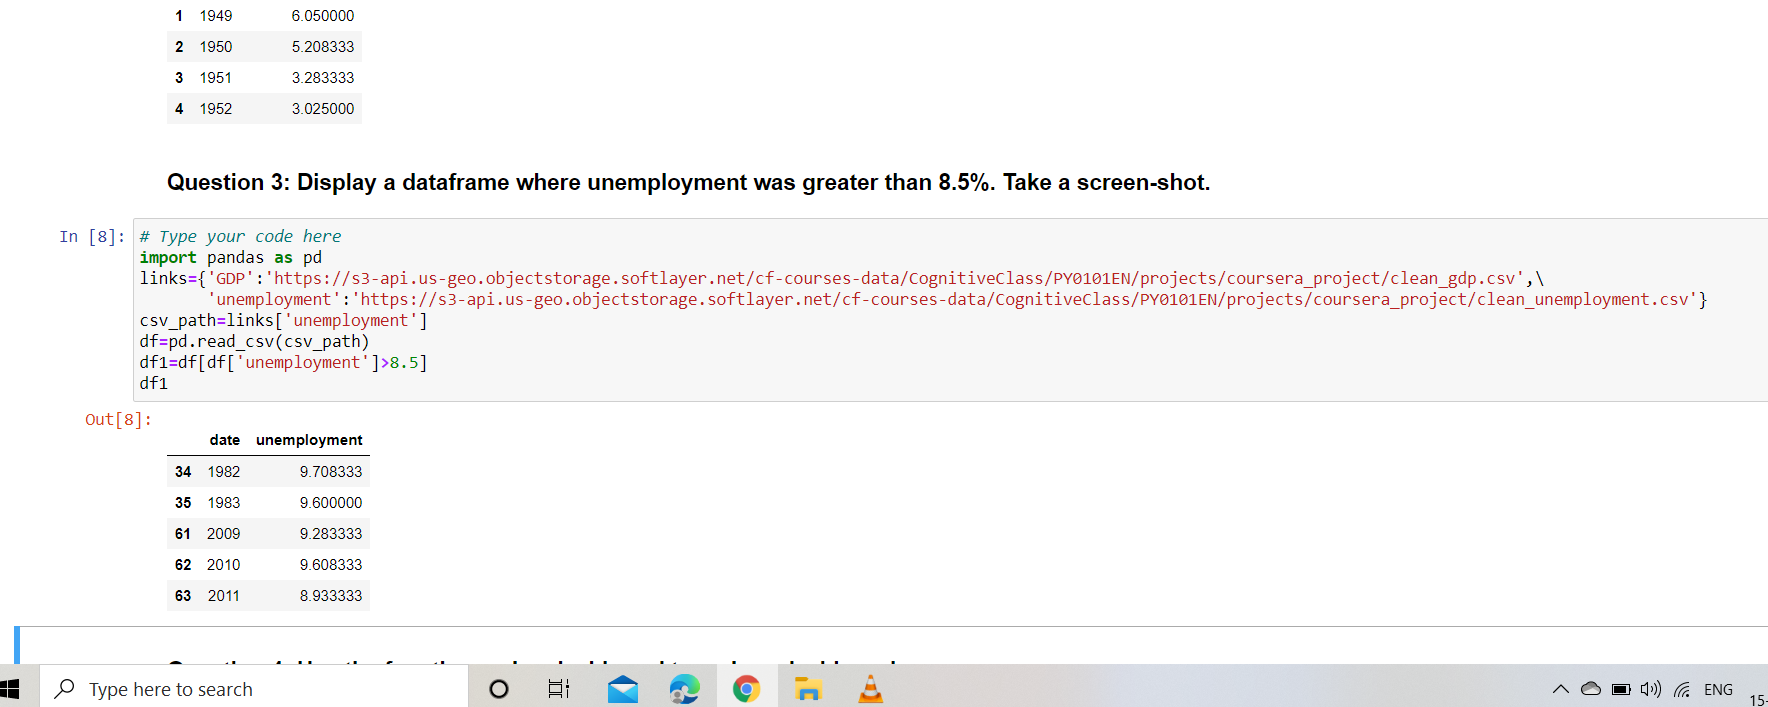 1 1949 6.050000
2 1950 5.208333
3 1951 3.283333
4 1952 3.025000
Question 3: Display a dataframe where unemployment was greater than 8.5%. Take a screen-shot.
In [8]: # Type your code here
import pandas as pd
links={'GDP':'https://s3-api.us-geo.objectstorage.softlayer.net/cf-courses-data/CognitiveClass/PY0101EN/projects/coursera_project/clean_gdp.csv',\
'unemployment':'https://s3-api.us-geo.objectstorage.softlayer.net/cf-courses-data/CognitiveClass/PY0101EN/projects/coursera_project/clean_unemployment.csv'}
csv_path=links['unemployment']
df=pd.read_csv(csv_path)
df1=df[df['unemployment']>8.5]
df1
Out[8]:
date unemployment
34 1982 9.708333
35 1983 9.600000
61 2009 9.283333
62 2010 9.608333
63 2011 8.933333
Type here to search
ENG
15-